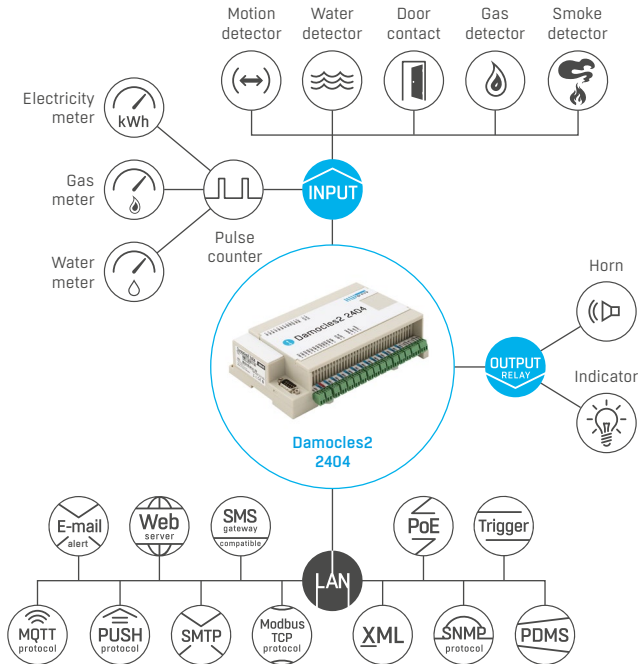 Motion
detector
Water
detector
Door
contact
Gas
detector
Smoke
detector
Electricity
meter
kWh
Gas
meter
Water
meter
Pulse
counter
INPUT
Damocles2 2404
Damocles2
2404
OUTPUT
RELAY
Horn
Indicator
E-mail
alert
Web
server
SMS
gateway
compatible
PoE
Trigger
LAN
MQTT
protocol
PUSH
protocol
SMTP
Modbus
TCP
protocol
XML
SNMP
protocol
PDMS